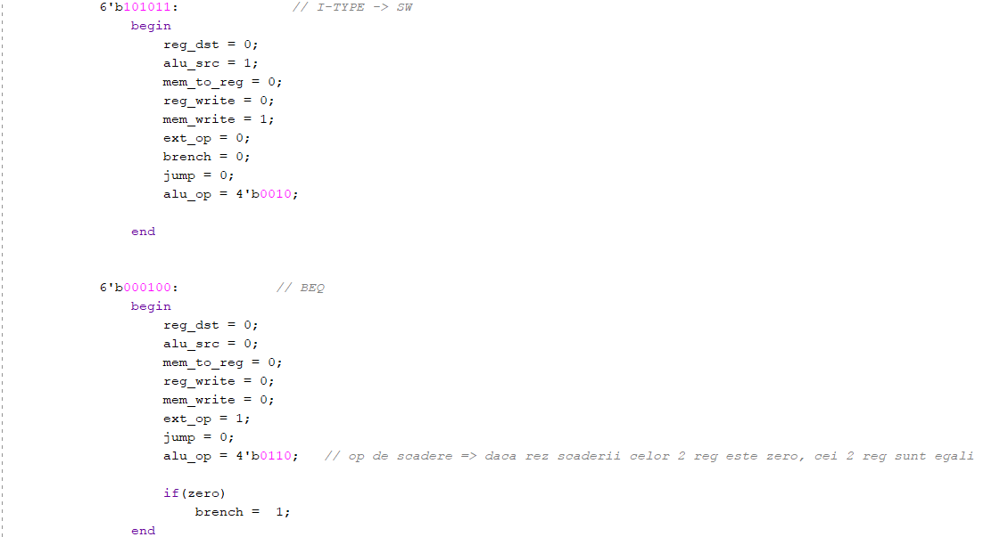 6'b101011:               // I-TYPE -> SW
    begin
        reg_dst = 0;
        alu_src = 1;
        mem_to_reg = 0;
        reg_write = 0;
        mem_write = 1;
        ext_op = 0;
        brench = 0;
        jump = 0;
        alu_op = 4'b0010;
    end
6'b000100:             // BEQ
    begin
        reg_dst = 0;
        alu_src = 0;
        mem_to_reg = 0;
        reg_write = 0;
        mem_write = 0;
        ext_op = 1;
        jump = 0;
        alu_op = 4'b0110;   // op de scadere => daca rez scaderii celor 2 reg este zero, cei 2 reg sunt egali
        if(zero)
            brench =  1;
    end